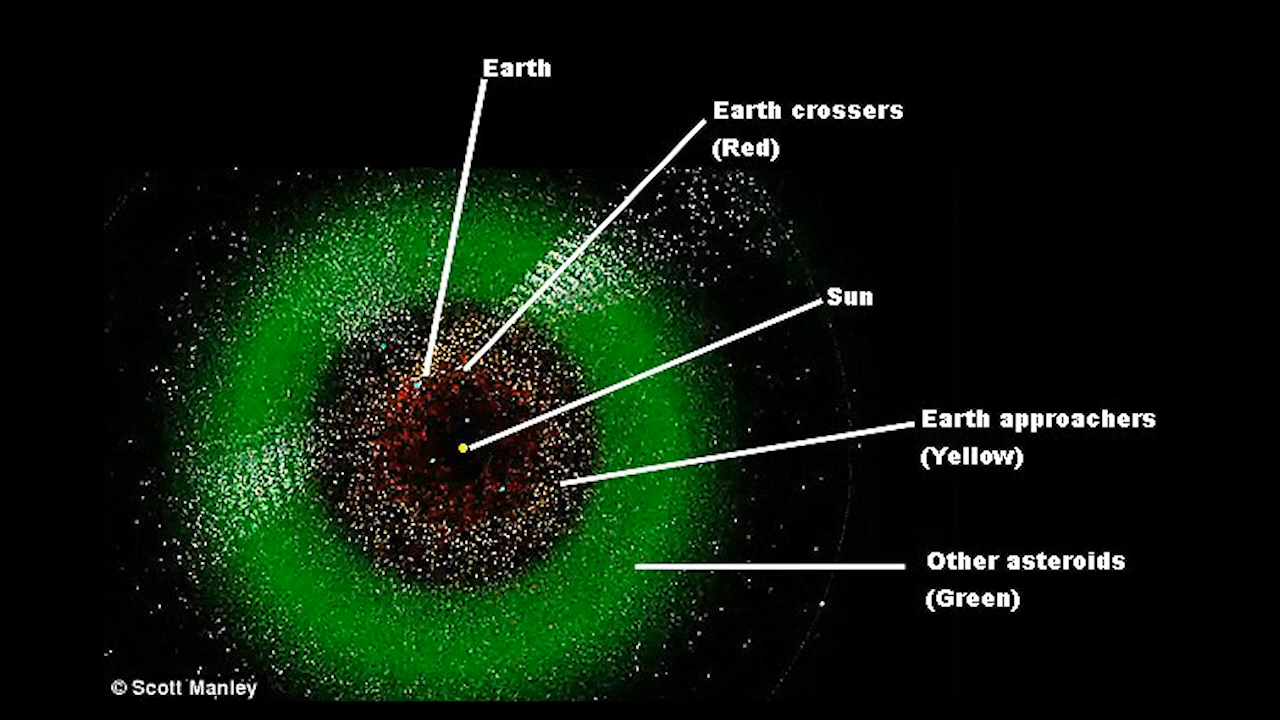 Earth
Earth crossers
(Red)
Sun
Earth approachers
(Yellow)
Other asteroids
(Green)
© Scott Manley